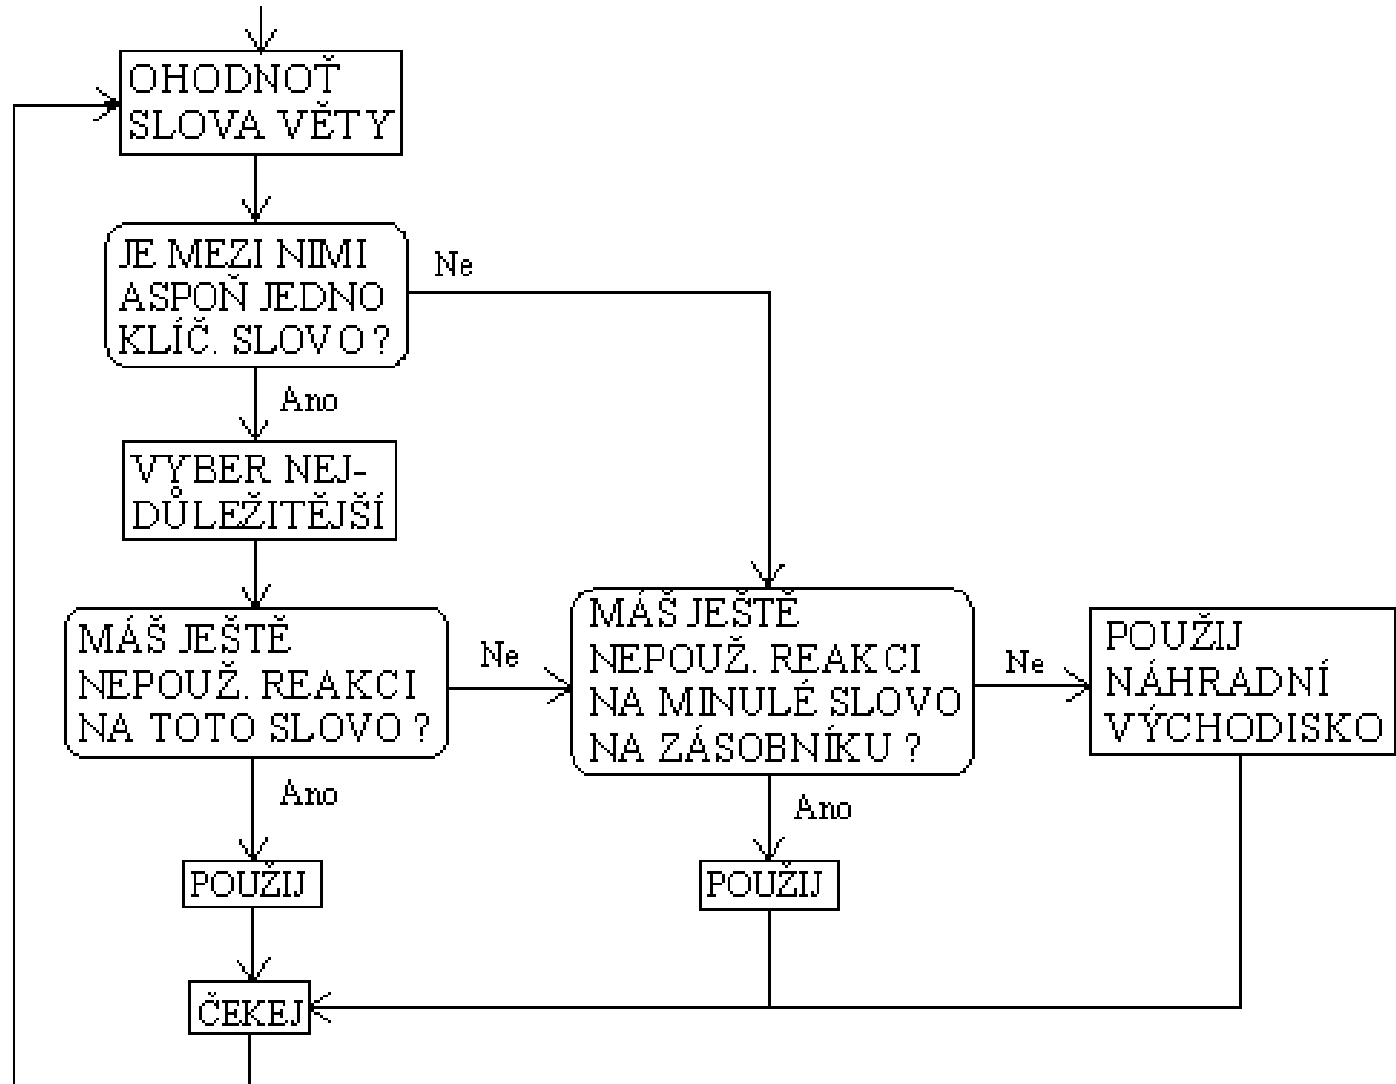 OHODNOŤ
SLOVA VĚTY
JE MEZI NIMI
ASPOŇ JEDNO
KLÍČ. SLOVO ?
Ne
Ano
VYBER NEJ-
DŮLEŽITĚJŠÍ
MÁŠ JEŠTĚ
NEPOUŽ. REAKCI
NA TOTO SLOVO ?
Ne
MÁŠ JEŠTĚ
NEPOUŽ. REAKCI
NA MINULÉ SLOVO
NA ZÁSOBNÍKU ?
Ne
POUŽIJ
NÁHRADNÍ
VÝCHODISKO
Ano
POUŽIJ
Ano
POUŽIJ
ČEKEJ